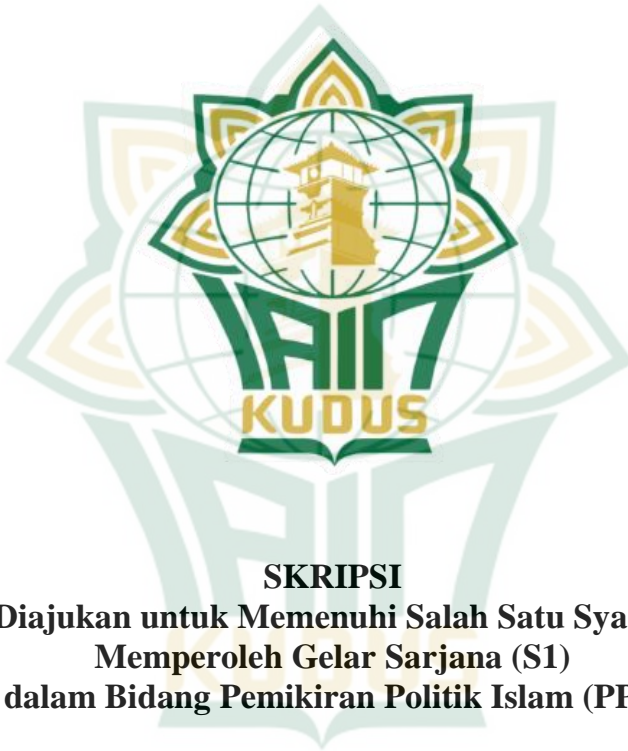 IAIN
KUDUS
SKRIPSI
Diajukan untuk Memenuhi Salah Satu
Memperoleh Gelar Sarjana (S1)
dalam Bidang Pemikiran Politik Islam